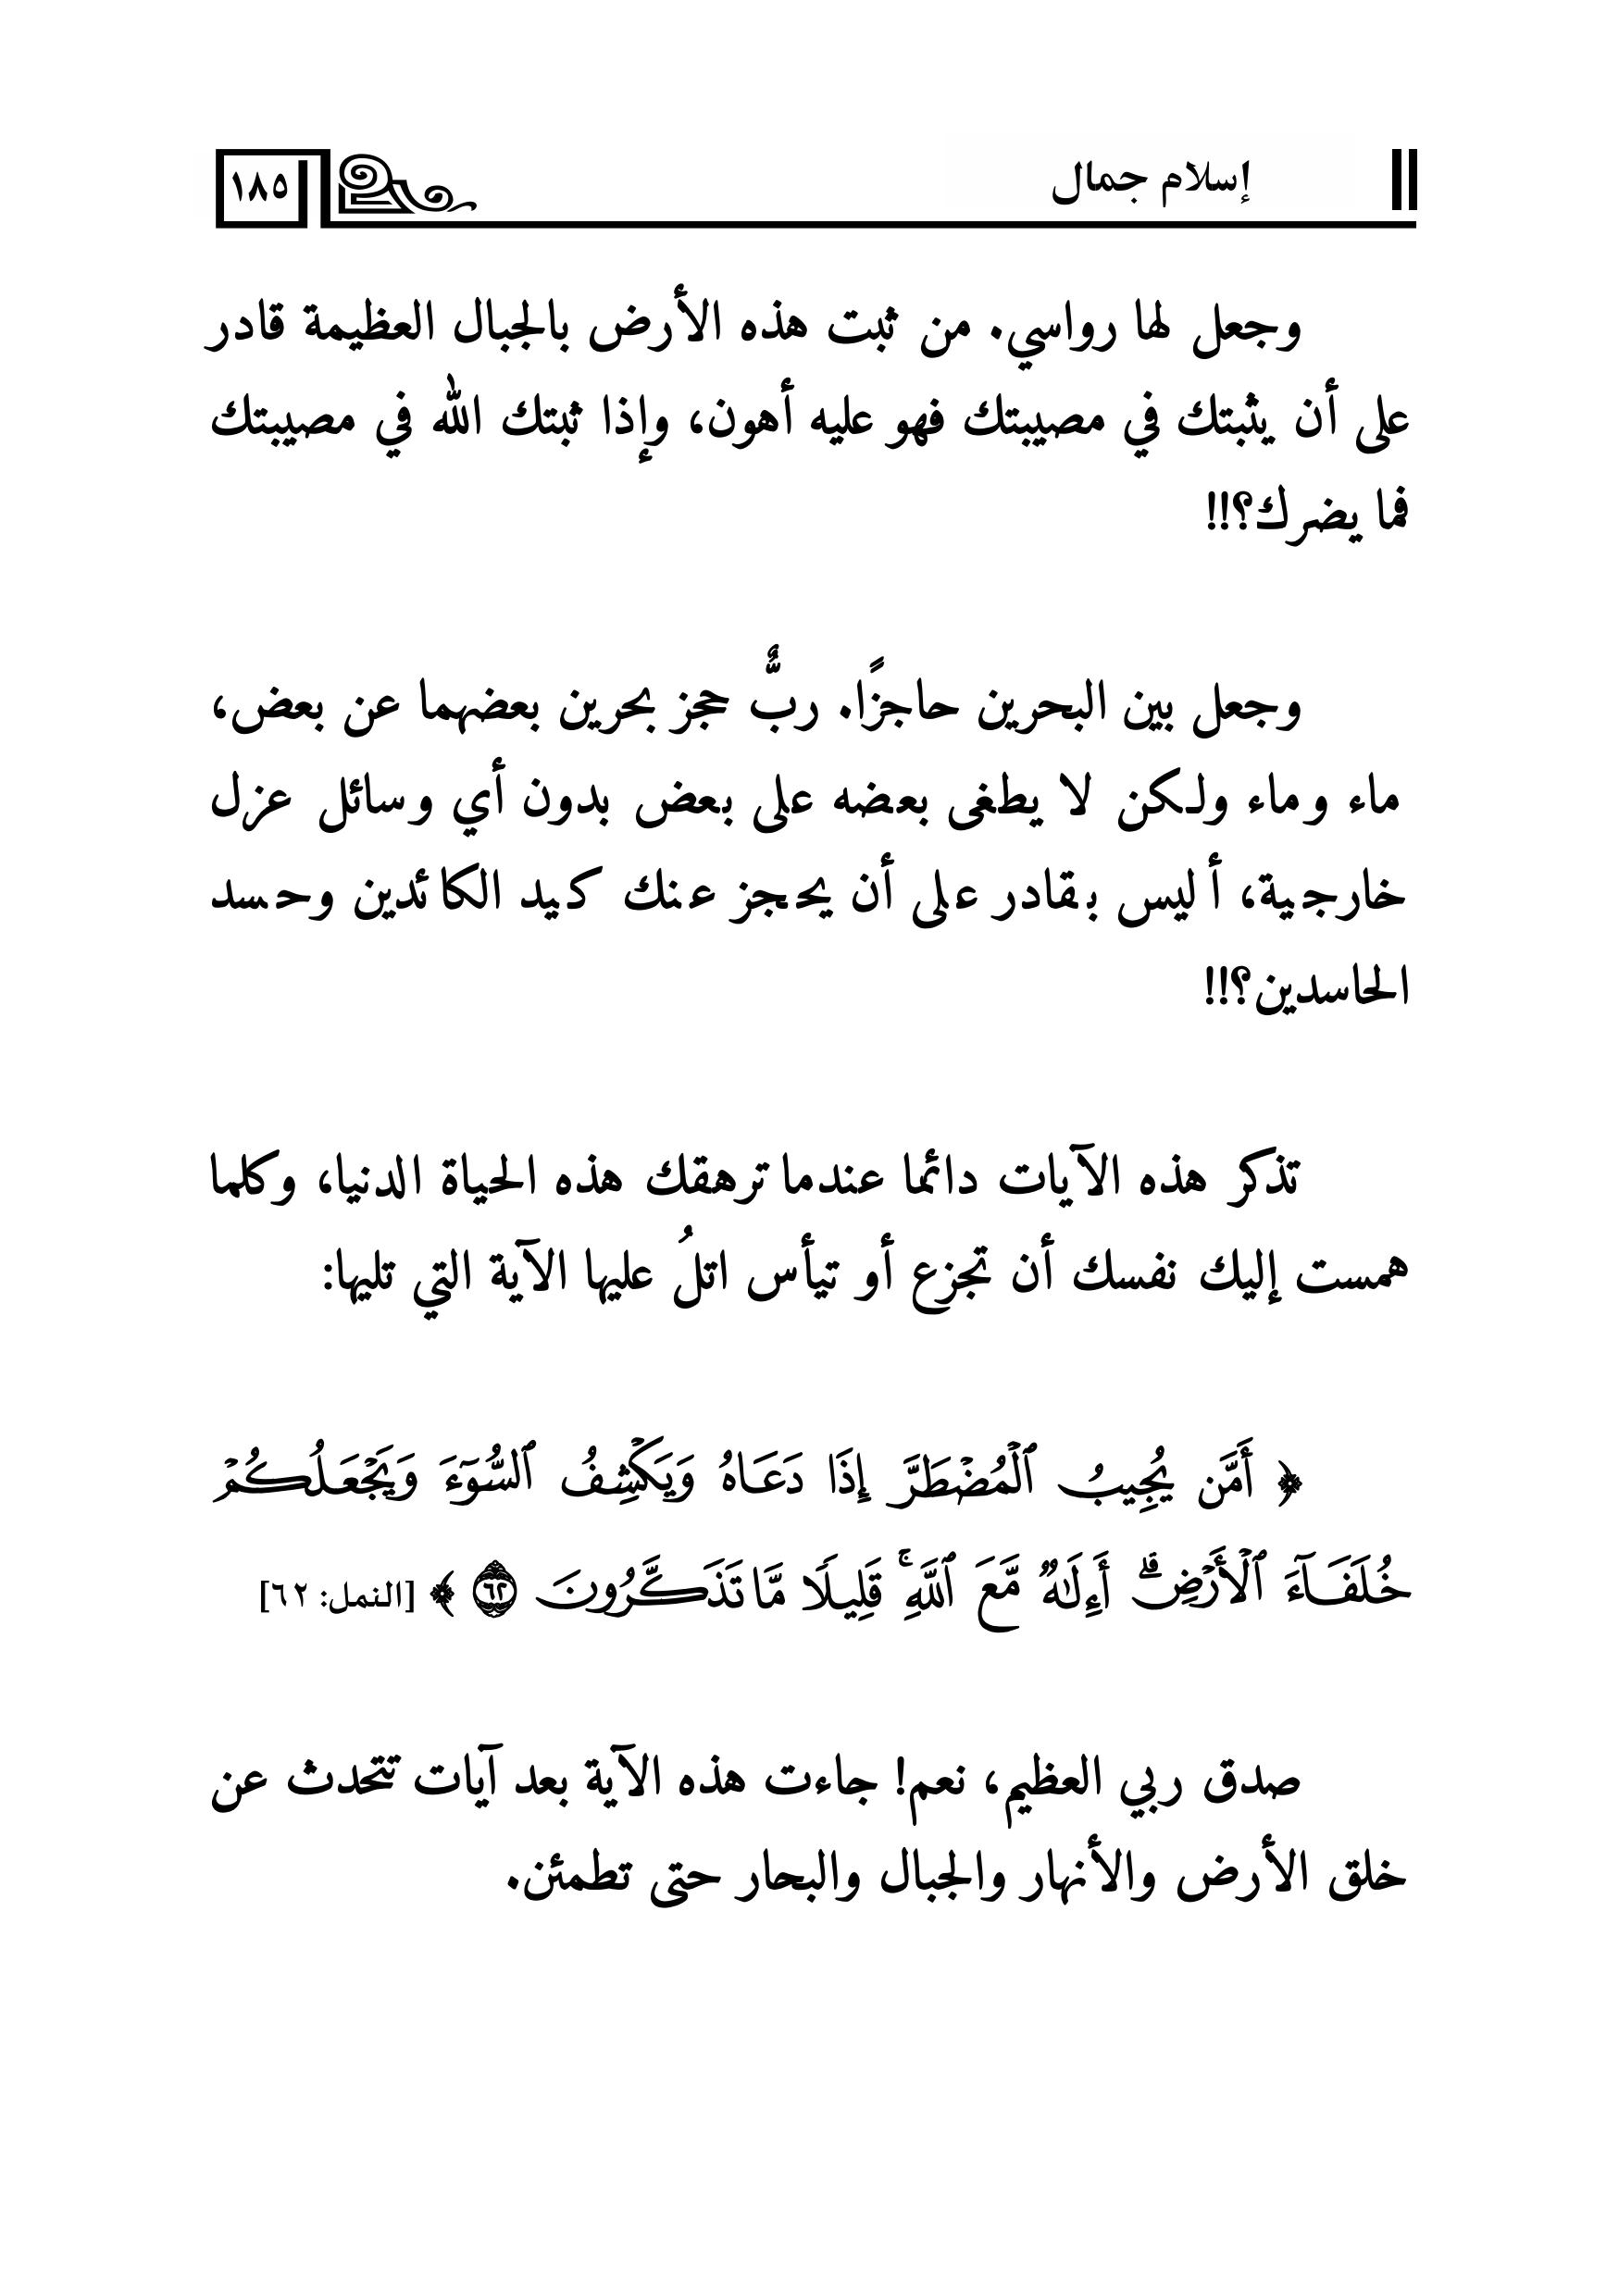 إسلام جمال
١٨٥
وجعل لها رواسي. من ثبت هذه الأرض بالجبال العظيمة قادر
على أن يثبتك في مصيبتك فهو عليه أهون، وإذا ثبتك الله في مصيبتك
فما يضرك؟!!
وجعل بين البحرين حاجزًا. ربٌّ حجز بحرين بعضهما عن بعض،
ماء وماء ولكن لا يطغى بعضه على بعض بدون أي وسائل عزل
خارجية، أليس بقادر على أن يحجز عنك كيد الكائدين وحسد
الحاسدين؟!!
تذكر هذه الآيات دائما عندما ترهقك هذه الحياة الدنيا، وكلما
همست إليك نفسك أن تجزع أو تيأس اتلُ عليها الآية التي تليها:
﴿ أَمَّن يُجِيبُ ٱلْمُضْطَرَّ إِذَا دَعَاهُ وَيَكْشِفُ ٱلسُّوٓءَ وَيَجْعَلُكُمْ
خُلَفَآءَ ٱلْأَرْضِ ۗ أَءِلَٰهٌ مَّعَ ٱللَّهِ ۚ قَلِيلًا مَّا تَذَكَّرُونَ ٦٢ ﴾ [النمل: ٦٢]
صدق ربي العظيم، نعم! جاءت هذه الآية بعد آيات تتحدث عن
خلق الأرض والأنهار والجبال والبحار حتى تطمئن.